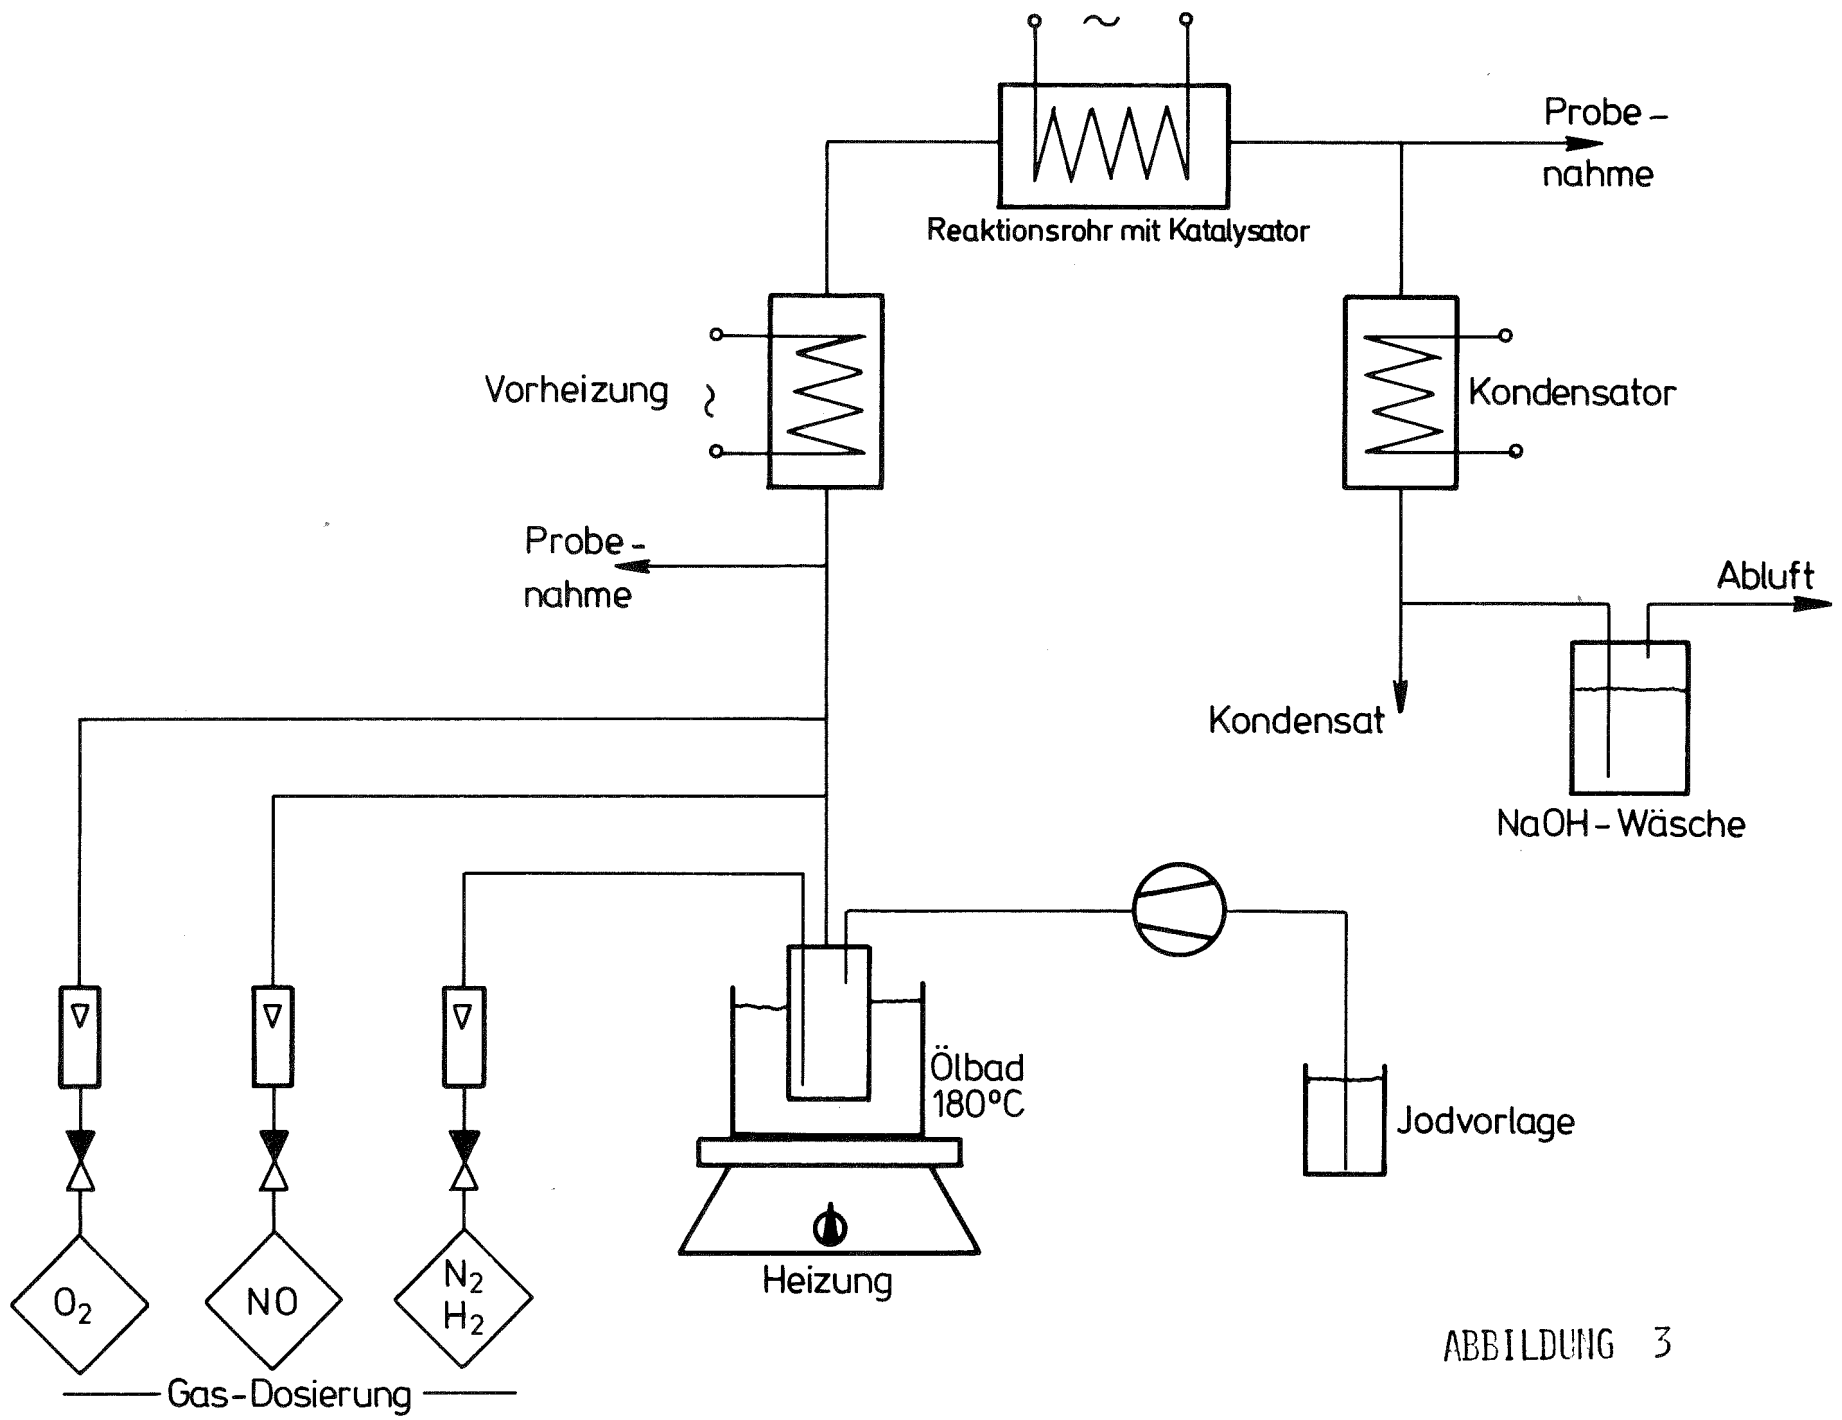 ~
Probe-
nahme
Reaktionsrohr mit Katalysator
Vorheizung ~
Kondensator
Probe-
nahme
Abluft
Kondensat
NaOH-Wäsche
Ölbad
180°C
Jodvorlage
Heizung
O2
NO
N2
H2
Gas-Dosierung
ABBILDUNG 3